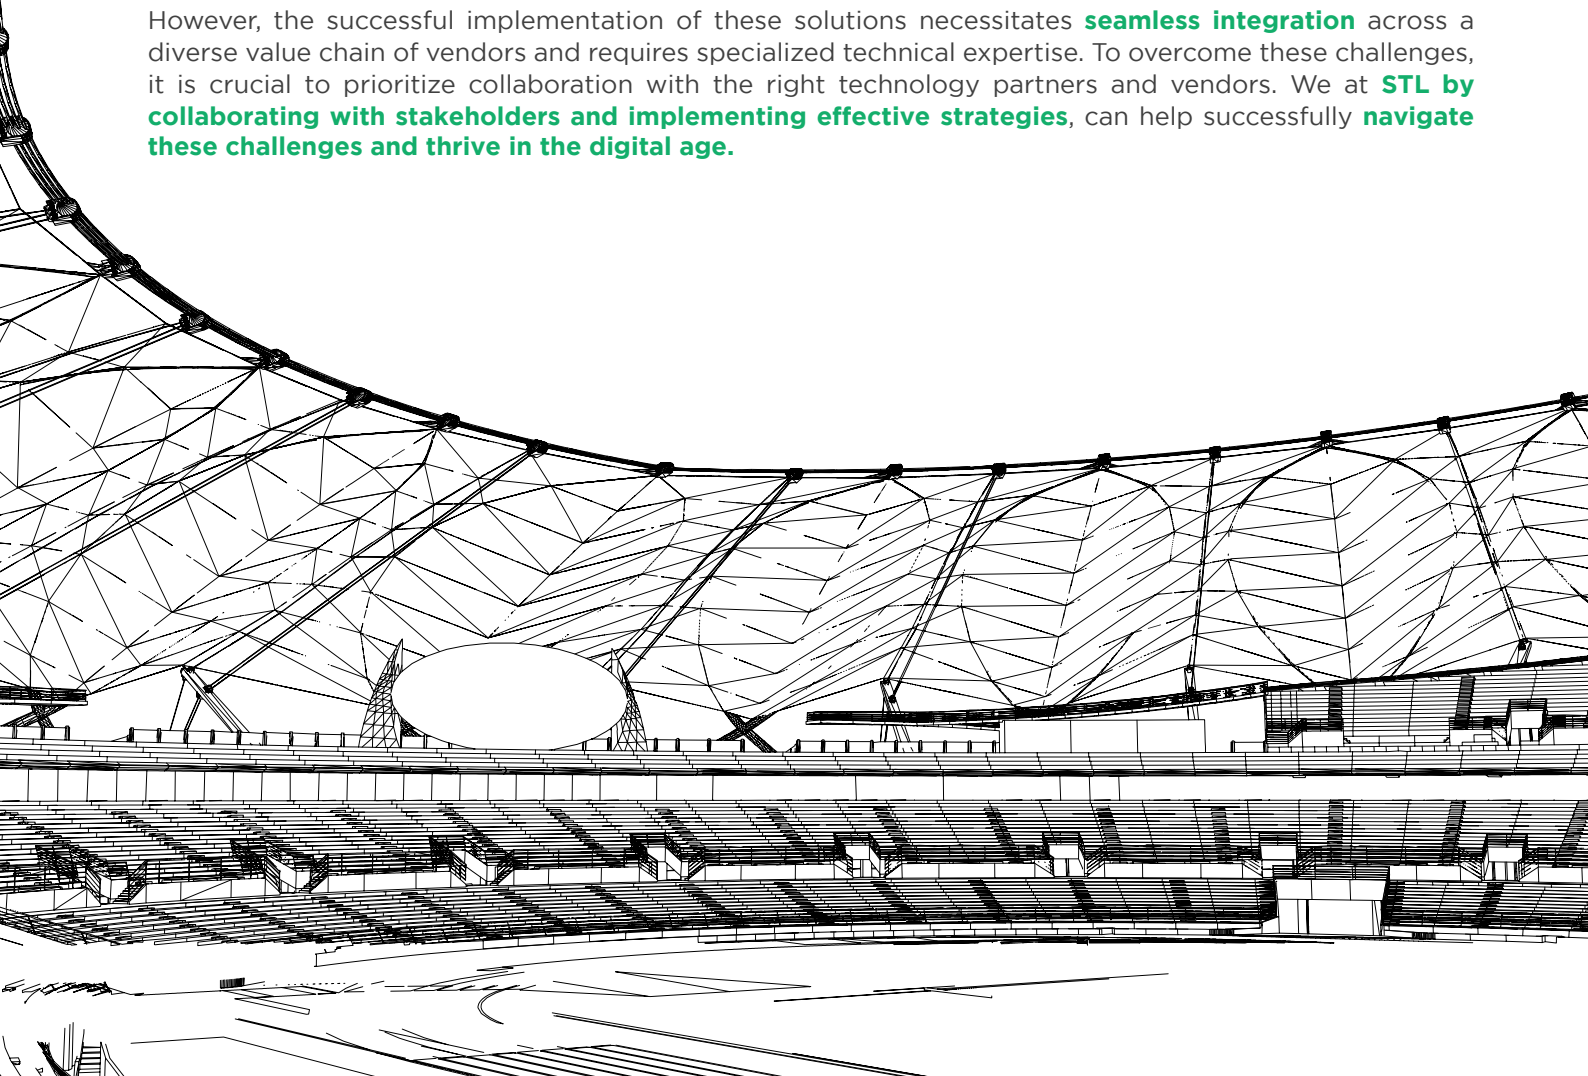 However, the successful implementation of these solutions necessitates seamless integration across a
diverse value chain of vendors and requires specialized technical expertise. To overcome these challenges,
it is crucial to prioritize collaboration with the right technology partners and vendors. We at STL by
collaborating with stakeholders and implementing effective strategies, can help successfully navigate
these challenges and thrive in the digital age.